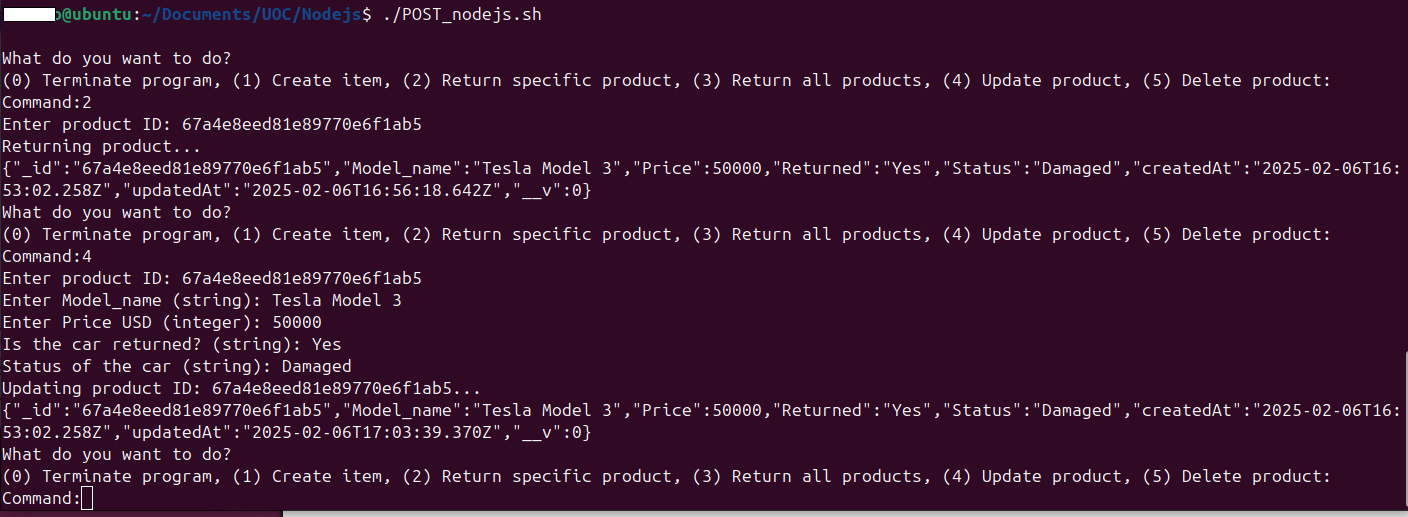 o@ubuntu:~/Documents/UOC/Nodejs$ ./POST_nodejs.sh
What do you want to do?
(0) Terminate program, (1) Create item, (2) Return specific product, (3) Return all products, (4) Update product, (5) Delete product:
Command:2
Enter product ID: 67a4e8eed81e89770e6f1ab5
Returning product...
{"_id":"67a4e8eed81e89770e6f1ab5","Model_name":"Tesla Model 3","Price":50000,"Returned":"Yes","Status":"Damaged","createdAt":"2025-02-06T16:
53:02.258Z","updatedAt":"2025-02-06T16:56:18.642Z","__v":0}
What do you want to do?
(0) Terminate program, (1) Create item, (2) Return specific product, (3) Return all products, (4) Update product, (5) Delete product:
Command:4
Enter product ID: 67a4e8eed81e89770e6f1ab5
Enter Model_name (string): Tesla Model 3
Enter Price USD (integer): 50000
Is the car returned? (string): Yes
Status of the car (string): Damaged
Updating product ID: 67a4e8eed81e89770e6f1ab5...
{"_id":"67a4e8eed81e89770e6f1ab5","Model_name":"Tesla Model 3","Price":50000,"Returned":"Yes","Status":"Damaged","createdAt":"2025-02-06T16:
53:02.258Z","updatedAt":"2025-02-06T17:03:39.370Z","__v":0}
What do you want to do?
(0) Terminate program, (1) Create item, (2) Return specific product, (3) Return all products, (4) Update product, (5) Delete product:
Command: